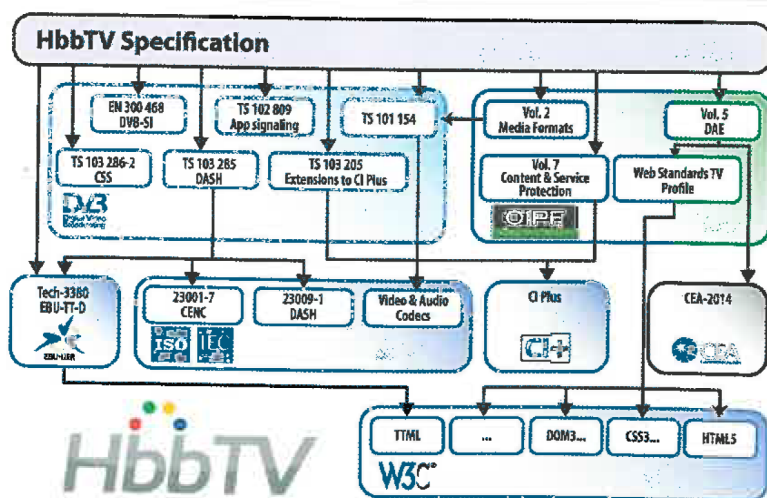 HbbTV Specification
EN 300 468
DVB-SI
TS 102 809
App signaling
TS 101 154
Vol. 2
Media Formats
Vol. 5
DAE
TS 103 286-2
CSS
TS 103 285
DASH
TS 103 205
Extensions to CI Plus
Vol. 7
Content & Service
Protection
Web Standards TV
Profile
DVB
Digital Video
Broadcasting
OIPF
Tech-3380
EBU-TT-D
EBU-UER
23001-7
CENC
23009-1
DASH
Video & Audio
Codecs
ISO
IEC
CI Plus
CI+
CEA-2014
CEA
TTML
...
DOM3...
CSS3...
HTML5
W3C
HbbTV